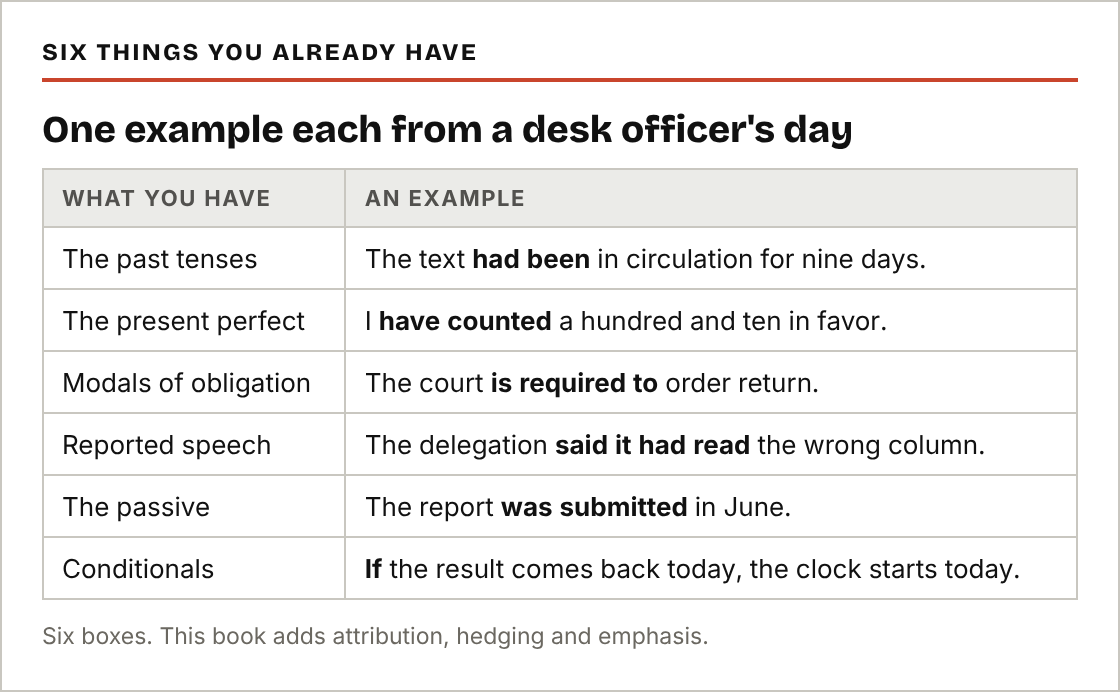 SIX THINGS YOU ALREADY HAVE
One example each from a desk officer's day
WHAT YOU HAVE AN EXAMPLE
The past tenses The text had been in circulation for nine days.
The present perfect I have counted a hundred and ten in favor.
Modals of obligation The court is required to order return.
Reported speech The delegation said it had read the wrong column.
The passive The report was submitted in June.
Conditionals If the result comes back today, the clock starts today.
Six boxes. This book adds attribution, hedging and emphasis.